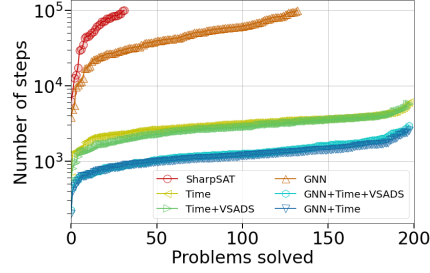 10^5
10^4
10^3
Number of steps
SharpSAT
Time
Time+VSADS
GNN
GNN+Time+VSADS
GNN+Time
0 50 100 150 200
Problems solved